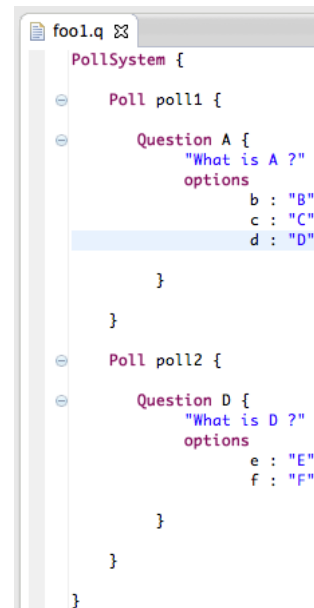 foo1.q
PollSystem {
Poll poll1 {
Question A {
"What is A ?"
options
b : "B"
c : "C"
d : "D"
}
}
Poll poll2 {
Question D {
"What is D ?"
options
e : "E"
f : "F"
}
}
}